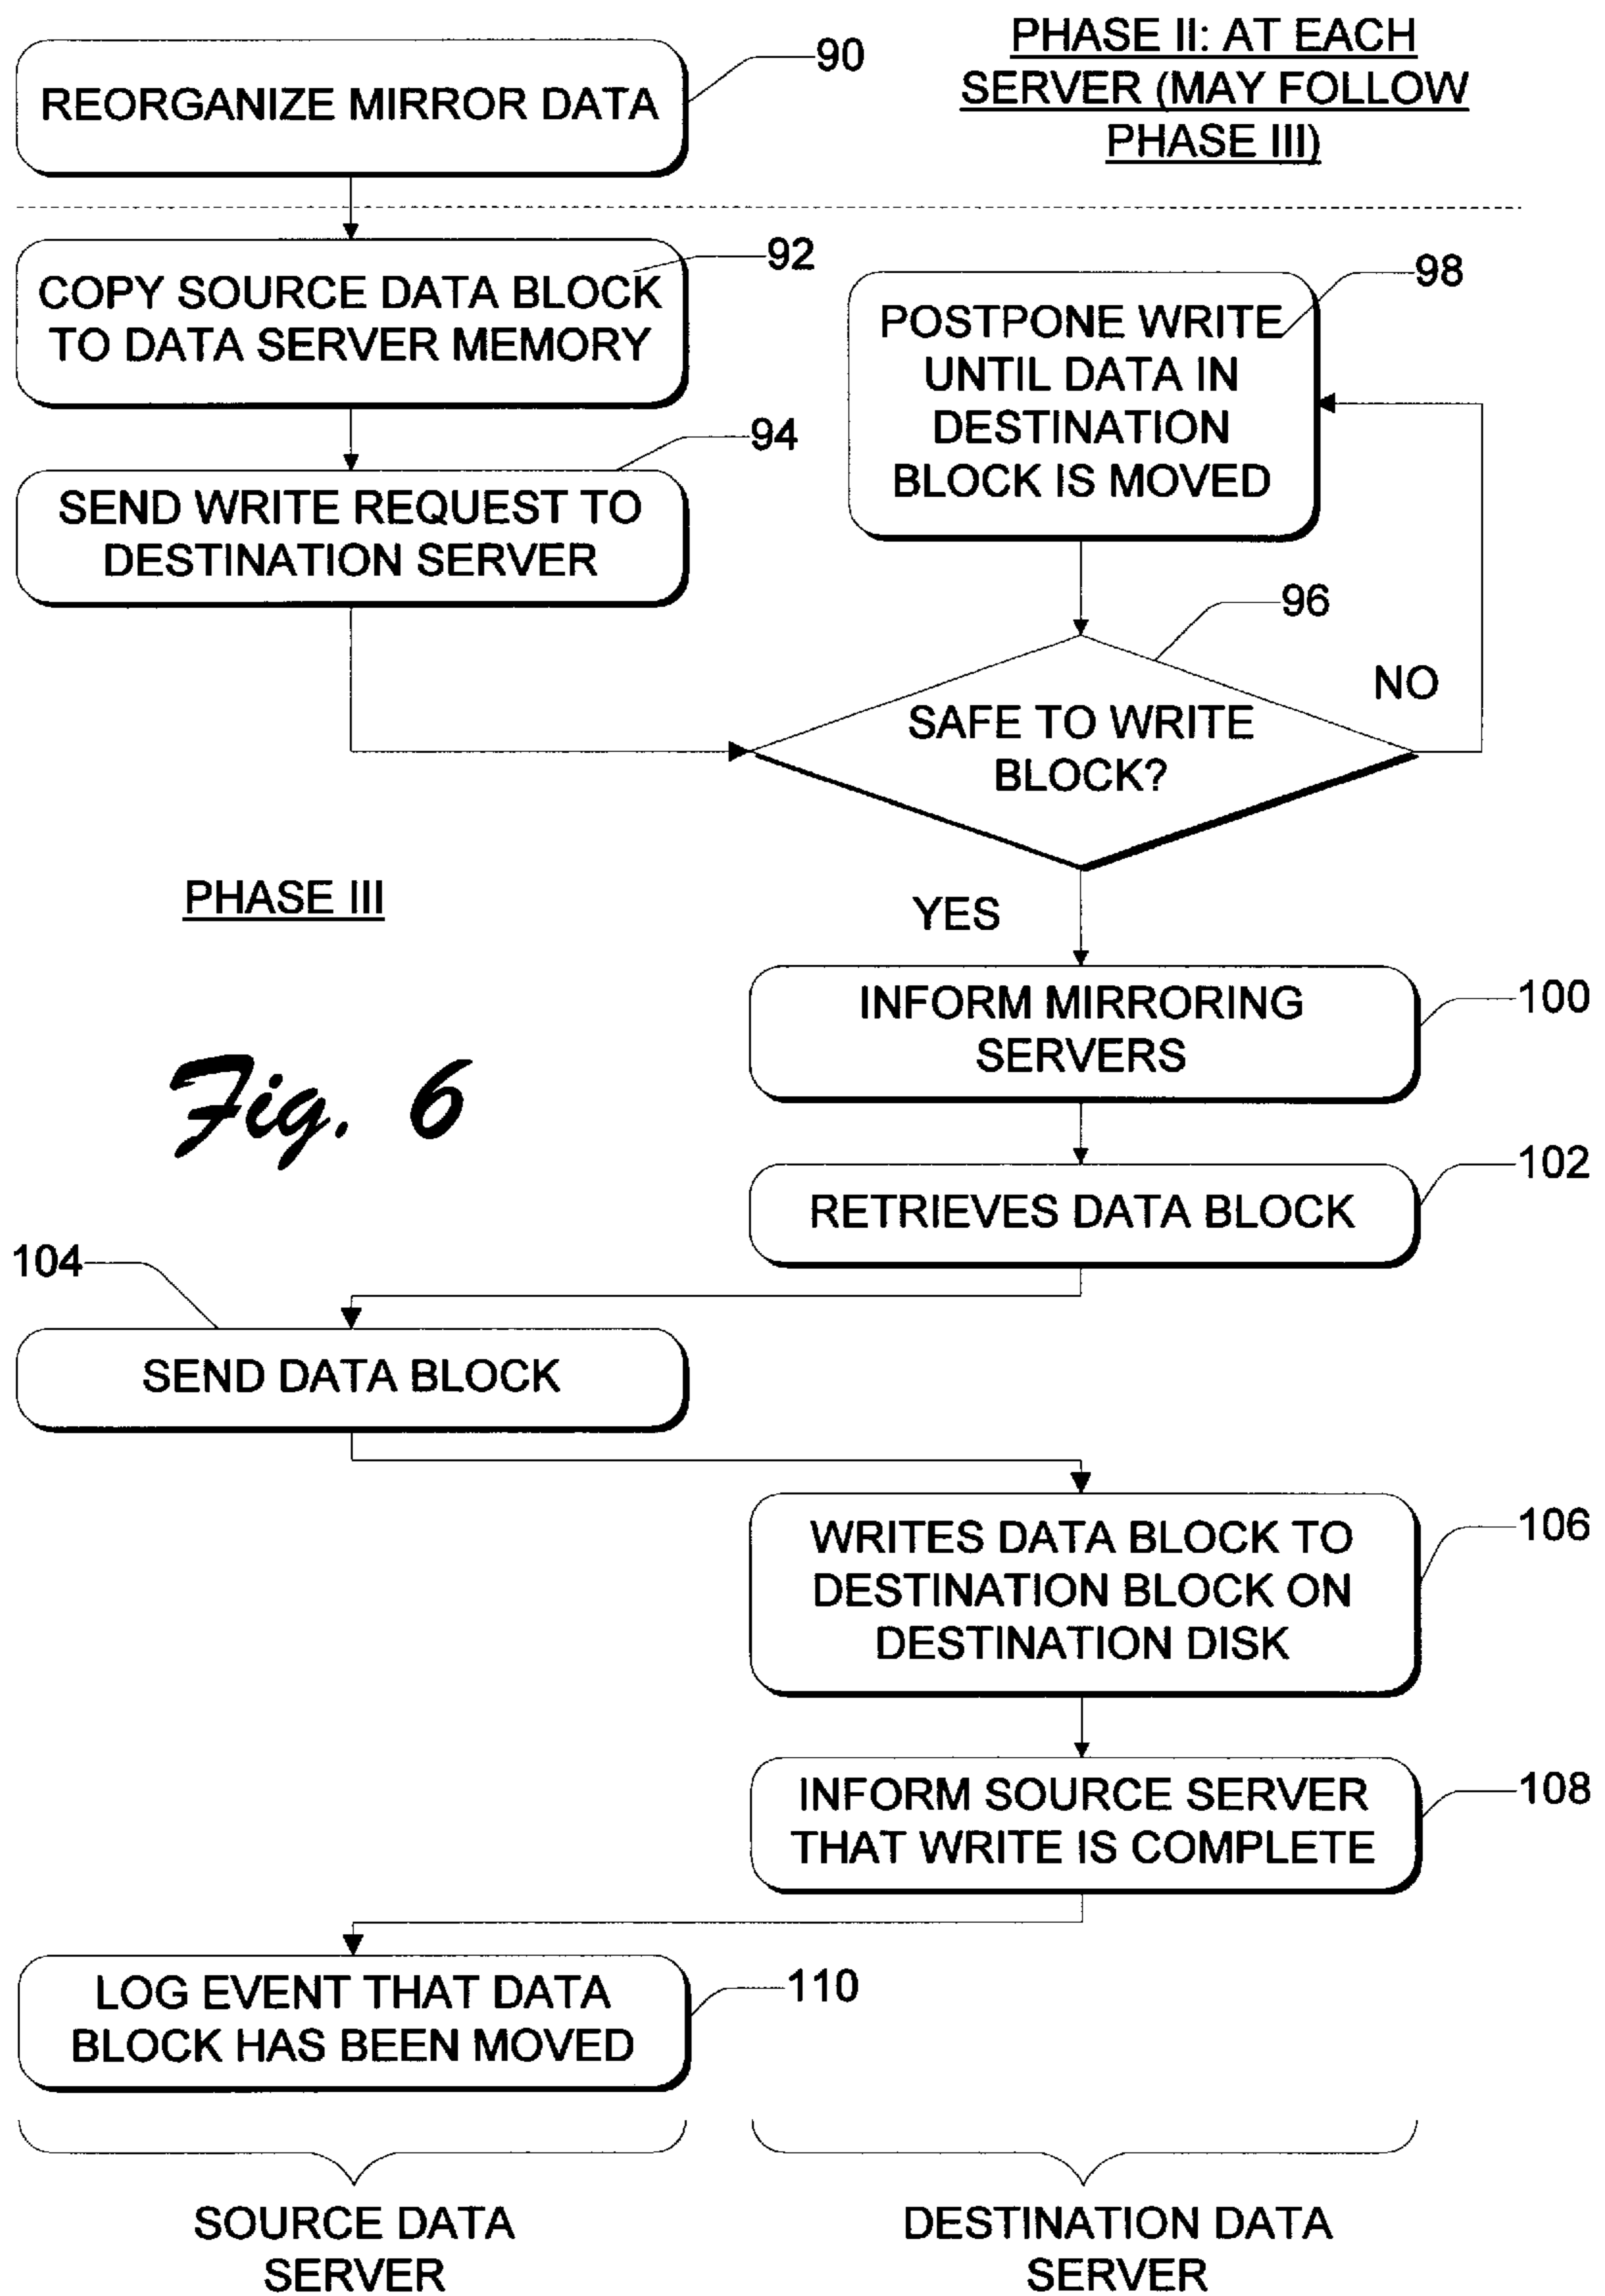 PHASE II: AT EACH
SERVER (MAY FOLLOW
PHASE III)
90
REORGANIZE MIRROR DATA
92
COPY SOURCE DATA BLOCK
TO DATA SERVER MEMORY
94
SEND WRITE REQUEST TO
DESTINATION SERVER
98
POSTPONE WRITE
UNTIL DATA IN
DESTINATION
BLOCK IS MOVED
96
NO
SAFE TO WRITE
BLOCK?
PHASE III
YES
100
INFORM MIRRORING
SERVERS
Fig. 6
102
RETRIEVES DATA BLOCK
104
SEND DATA BLOCK
106
WRITES DATA BLOCK TO
DESTINATION BLOCK ON
DESTINATION DISK
108
INFORM SOURCE SERVER
THAT WRITE IS COMPLETE
110
LOG EVENT THAT DATA
BLOCK HAS BEEN MOVED
SOURCE DATA
SERVER
DESTINATION DATA
SERVER